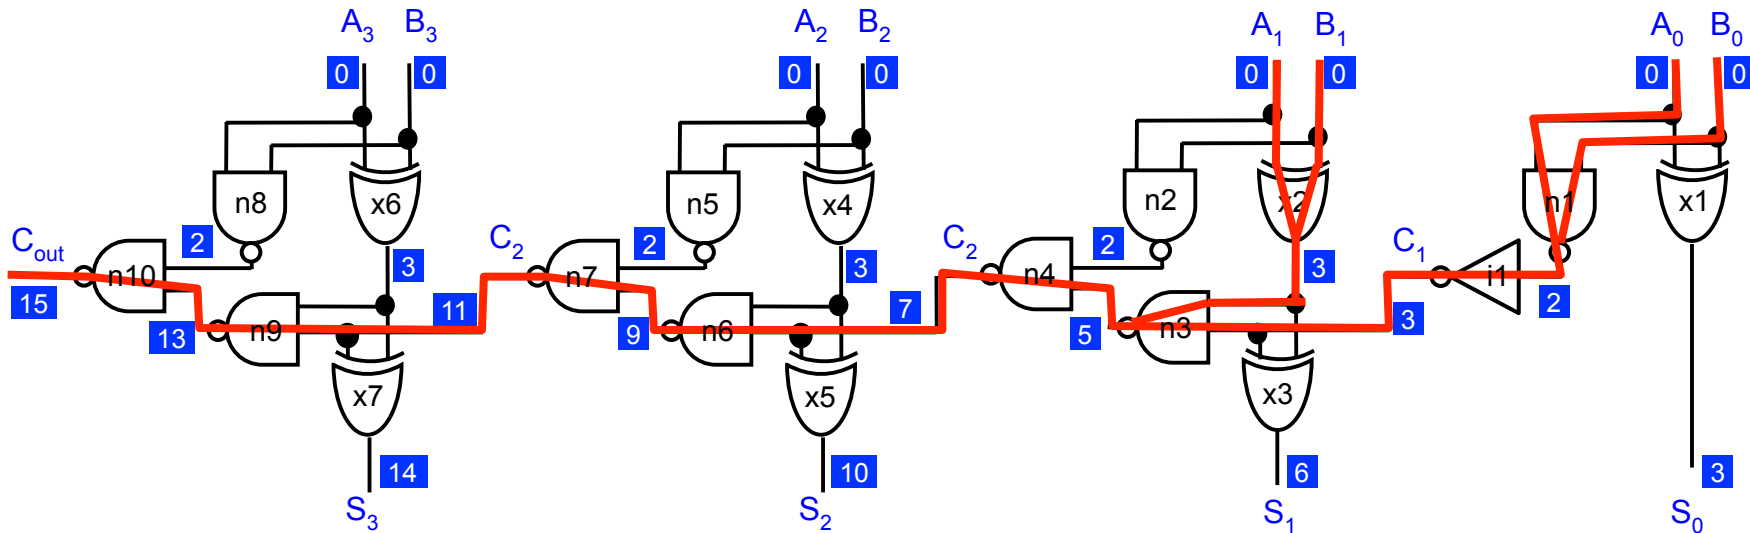 A3 B3 A2 B2 A1 B1 A0 B0
0 0 0 0 0 0 0 0
n8 x6 n5 x4 n2 x2 n1 x1
Cout 2 C2 2 C2 2 C1
n10 3 n7 3 n4 3 i1
15 13 n9 11 9 n6 7 5 n3 3 2
x7 x5 x3
14 10 6 3
S3 S2 S1 S0